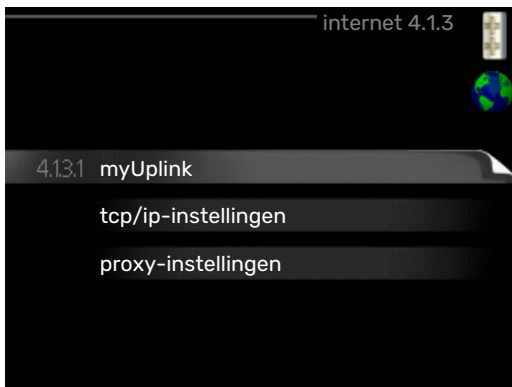 internet 4.1.3
4.1.3.1 myUplink
tcp/ip-instellingen
proxy-instellingen